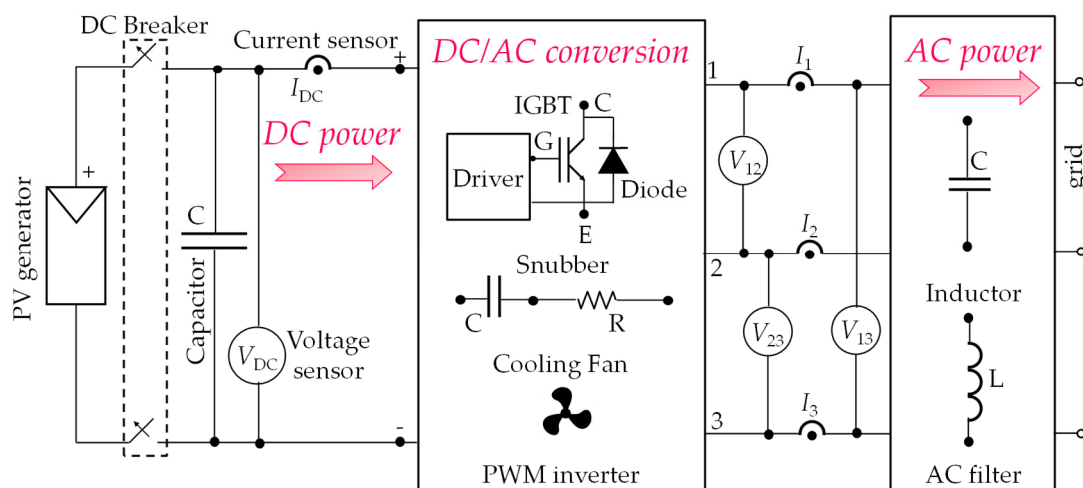 DC Breaker
Current sensor
I_DC
+
DC power
+
PV generator
C
Capacitor
V_DC
Voltage
sensor
-
DC/AC conversion
IGBT
C
G
Driver
Diode
E
Snubber
C
R
Cooling Fan
PWM inverter
1
I_1
V_12
2
I_2
V_23
V_13
3
I_3
AC power
C
Inductor
L
AC filter
grid